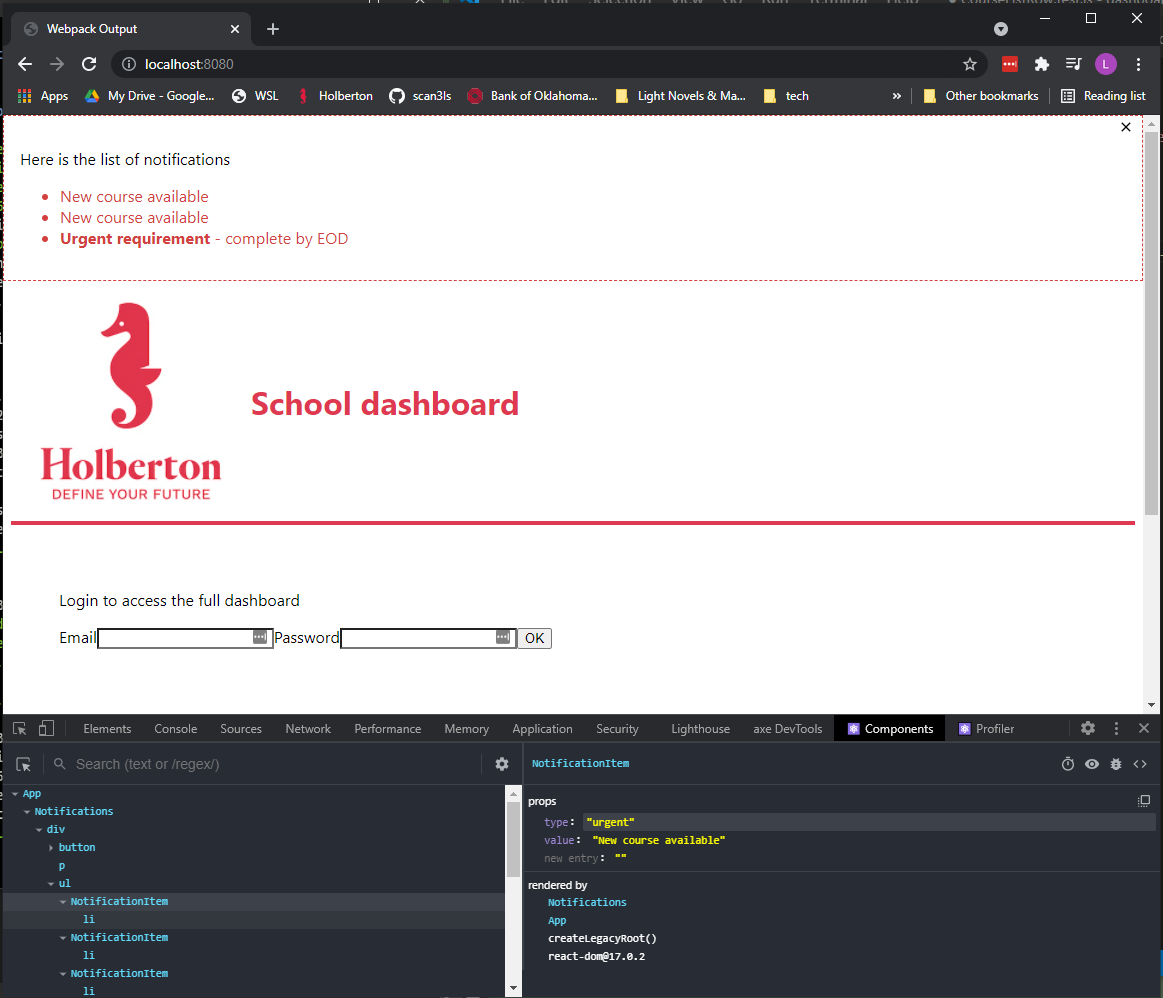 Webpack Output
localhost:8080
Apps My Drive - Google... WSL Holberton scan3ls Bank of Oklahoma... Light Novels & Ma... tech » Other bookmarks Reading list
L
Here is the list of notifications
New course available
New course available
Urgent requirement - complete by EOD
School dashboard
Holberton
DEFINE YOUR FUTURE
Login to access the full dashboard
Email Password OK
Elements Console Sources Network Performance Memory Application Security Lighthouse axe DevTools Components Profiler
Search (text or /regex/)
App
Notifications
div
button
p
ul
NotificationItem
li
NotificationItem
li
NotificationItem
li
NotificationItem
props
type: "urgent"
value: "New course available"
new entry: ""
rendered by
Notifications
App
createLegacyRoot()
react-dom@17.0.2